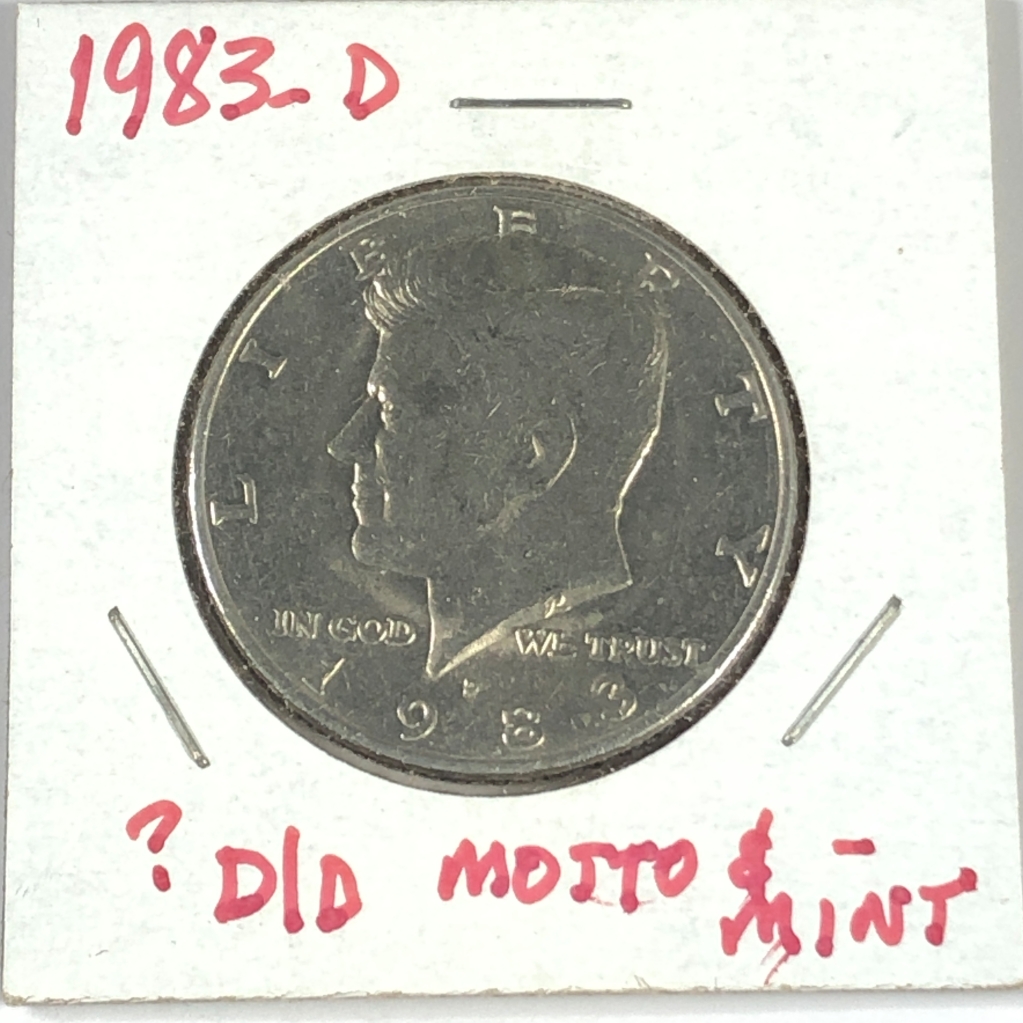 1983-D
LIBERTY
IN GOD WE TRUST
1983
? D/D MOTTO & MINT